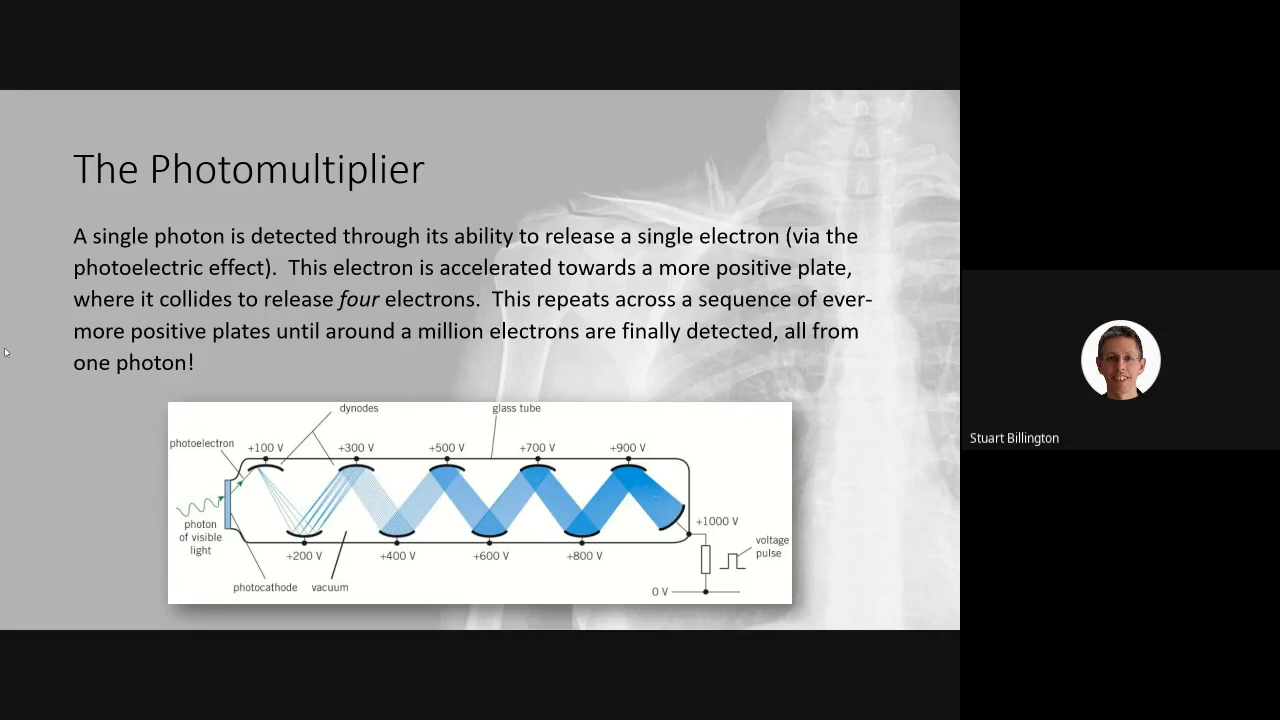 The Photomultiplier
A single photon is detected through its ability to release a single electron (via the
photoelectric effect).  This electron is accelerated towards a more positive plate,
where it collides to release four electrons.  This repeats across a sequence of ever-
more positive plates until around a million electrons are finally detected, all from
one photon!
dynodes
glass tube
photoelectron
+100 V
+300 V
+500 V
+700 V
+900 V
photon
of visible
light
+1000 V
voltage
pulse
+200 V
+400 V
+600 V
+800 V
photocathode
vacuum
0 V
Stuart Billington